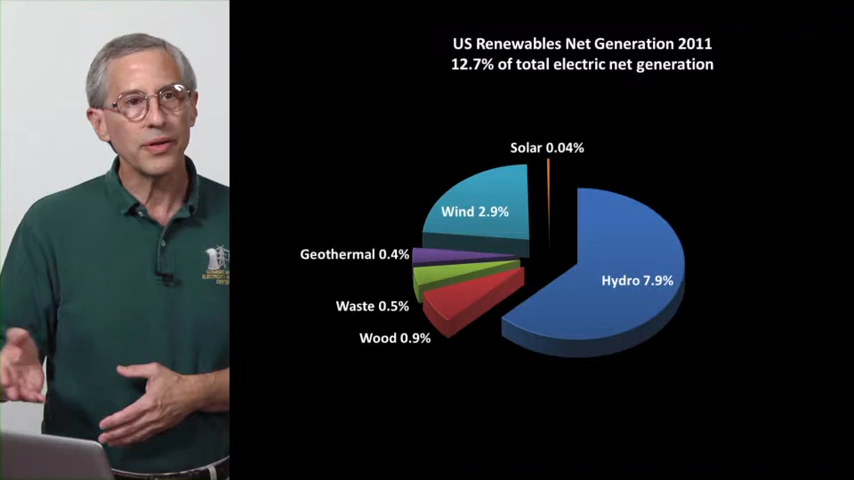 US Renewables Net Generation 2011
12.7% of total electric net generation
Solar 0.04%
Wind 2.9%
Geothermal 0.4%
Hydro 7.9%
Waste 0.5%
Wood 0.9%